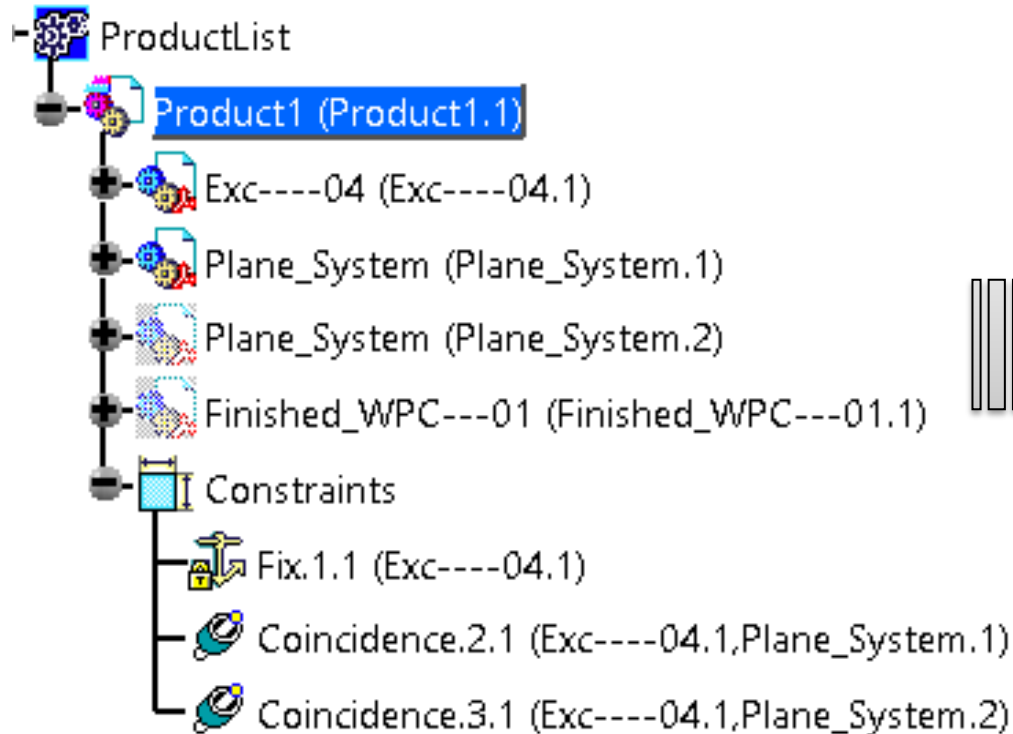 ProductList
Product1 (Product1.1)
Exc----04 (Exc----04.1)
Plane_System (Plane_System.1)
Plane_System (Plane_System.2)
Finished_WPC---01 (Finished_WPC---01.1)
Constraints
Fix.1.1 (Exc----04.1)
Coincidence.2.1 (Exc----04.1,Plane_System.1)
Coincidence.3.1 (Exc----04.1,Plane_System.2)